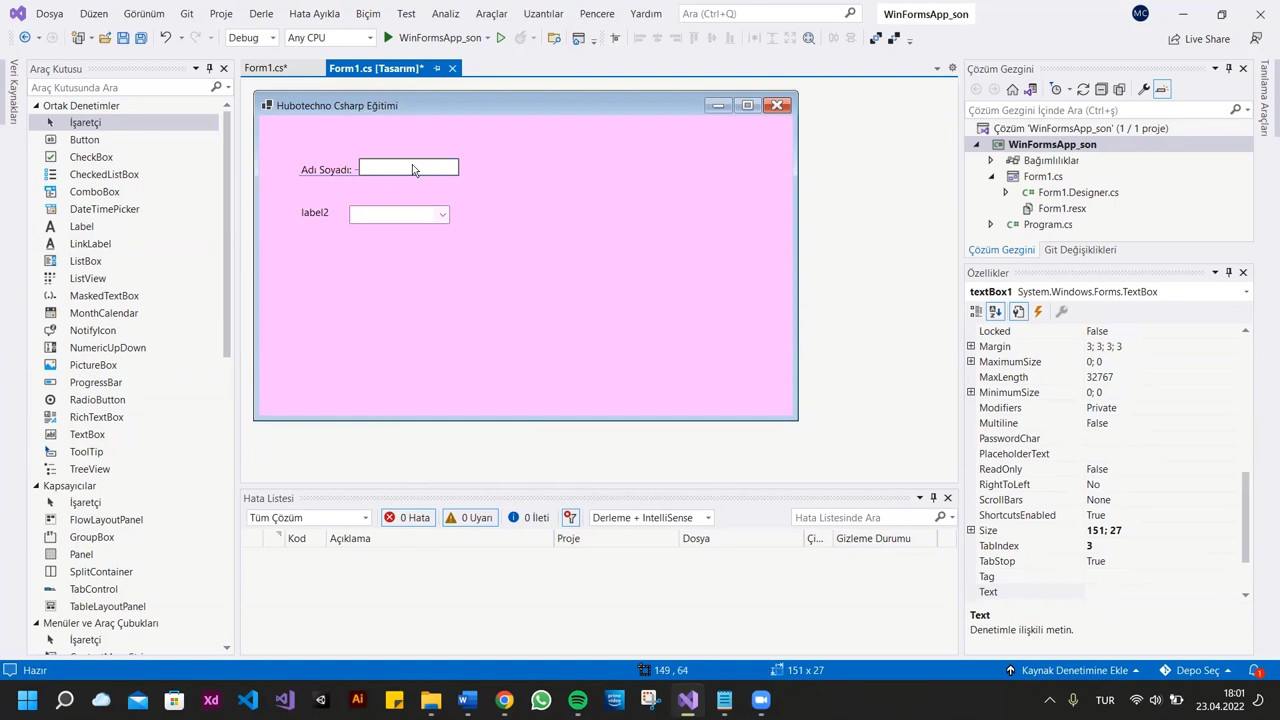 Dosya Düzen Görünüm Git Proje Derle Hata Ayıkla Biçim Test Analiz Araçlar Uzantılar Pencere Yardım Ara (Ctrl+Q) WinFormsApp_son MC
Debug Any CPU WinFormsApp_son Live Share
Veri Kaynakları
Araç Kutusu
Araç Kutusunda Ara
Ortak Denetimler
İşaretçi
Button
CheckBox
CheckedListBox
ComboBox
DateTimePicker
Label
LinkLabel
ListBox
ListView
MaskedTextBox
MonthCalendar
NotifyIcon
NumericUpDown
PictureBox
ProgressBar
RadioButton
RichTextBox
TextBox
ToolTip
TreeView
Kapsayıcılar
İşaretçi
FlowLayoutPanel
GroupBox
Panel
SplitContainer
TabControl
TableLayoutPanel
Menüler ve Araç Çubukları
İşaretçi
Form1.cs* Form1.cs [Tasarım]*
Hubotechno Csharp Eğitimi
Adı Soyadı:
label2
Hata Listesi
Tüm Çözüm 0 Hata 0 Uyarı 0 İleti Derleme + IntelliSense Hata Listesinde Ara
Kod Açıklama Proje Dosya Çi... Gizleme Durumu
Çözüm Gezgini
Çözüm Gezgini İçinde Ara (Ctrl+ş)
Çözüm 'WinFormsApp_son' (1 / 1 proje)
WinFormsApp_son
Bağımlılıklar
Form1.cs
Form1.Designer.cs
Form1.resx
Program.cs
Çözüm Gezgini Git Değişiklikleri
Özellikler
textBox1 System.Windows.Forms.TextBox
Locked False
Margin 3; 3; 3; 3
MaximumSize 0; 0
MaxLength 32767
MinimumSize 0; 0
Modifiers Private
Multiline False
PasswordChar
PlaceholderText
ReadOnly False
RightToLeft No
ScrollBars None
ShortcutsEnabled True
Size 151; 27
TabIndex 3
TabStop True
Tag
Text
Text
Denetimle ilişkili metin.
Tanılama Araçları
Hazır 149 , 64 151 x 27 Kaynak Denetimine Ekle Depo Seç 1
Xd Ai TUR 18:01
23.04.2022